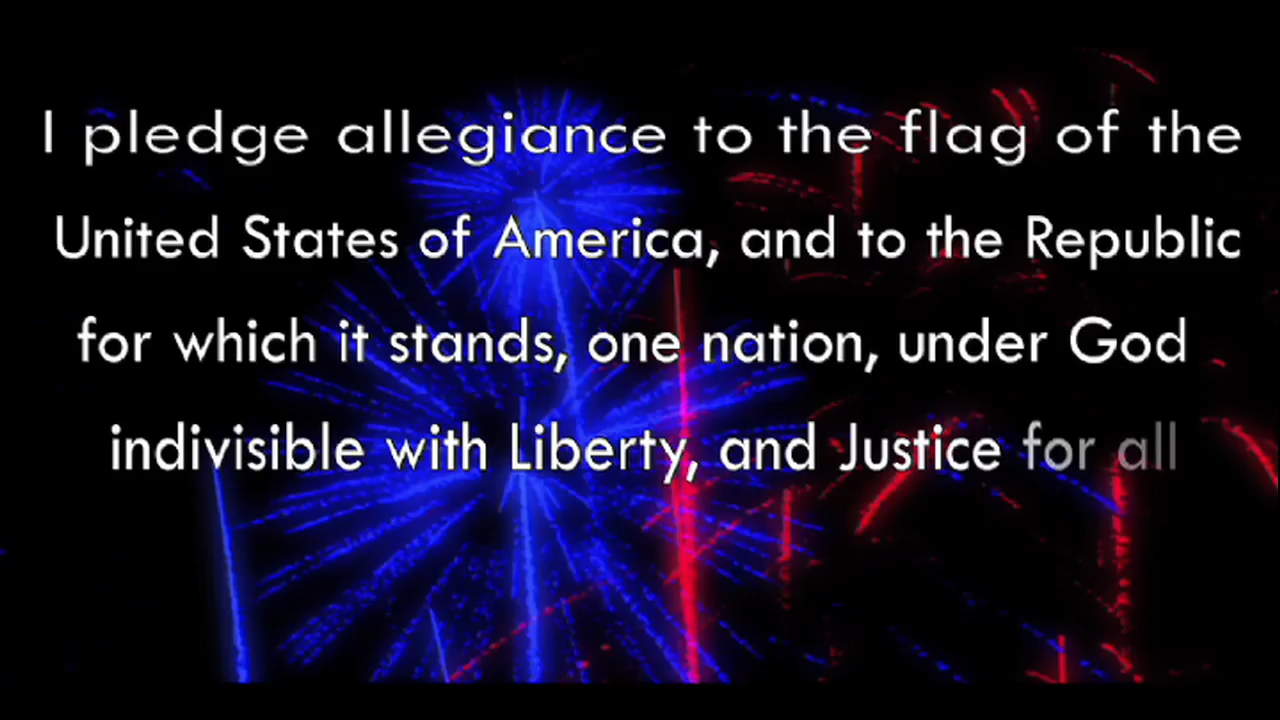 I pledge allegiance to the flag of the
United States of America, and to the Republic
for which it stands, one nation, under God
indivisible with Liberty, and Justice for all